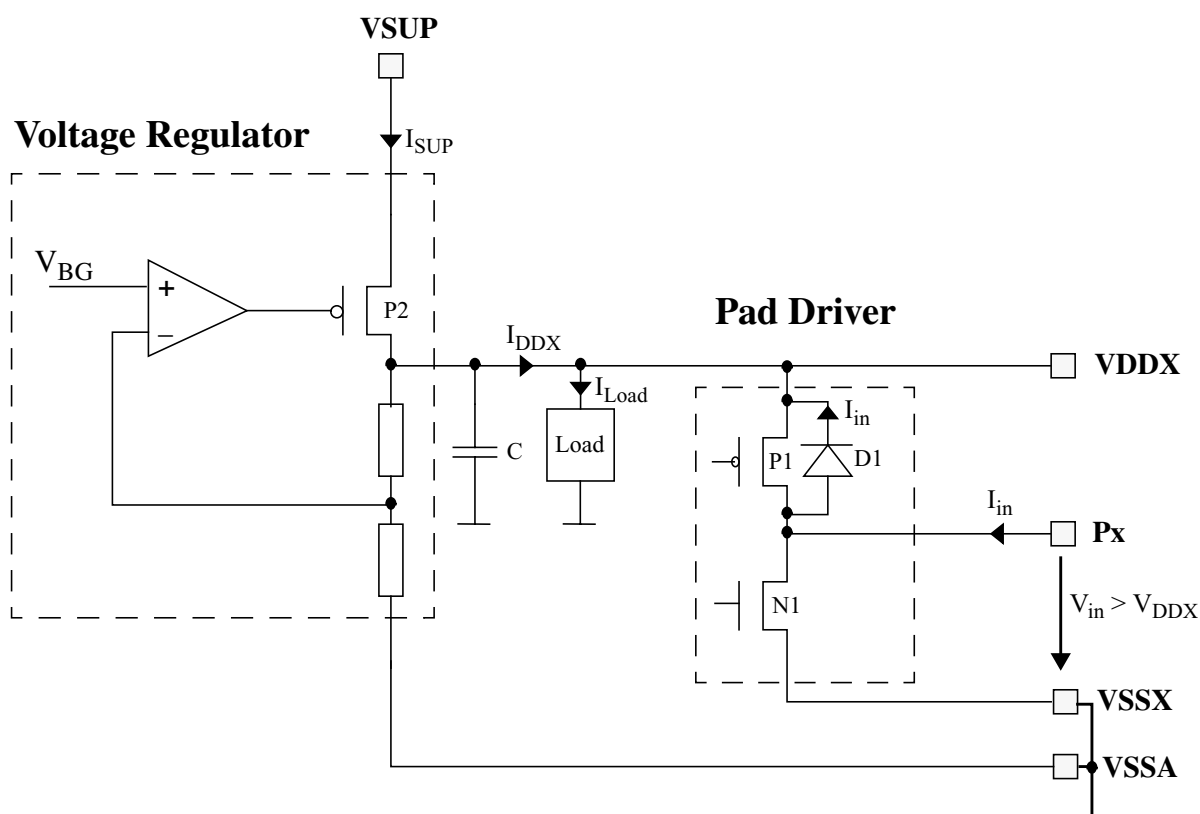 VSUP
Voltage Regulator
I_SUP
V_BG
+
–
P2
Pad Driver
I_DDX
VDDX
I_Load
I_in
C
Load
P1
D1
I_in
Px
N1
V_in > V_DDX
VSSX
VSSA